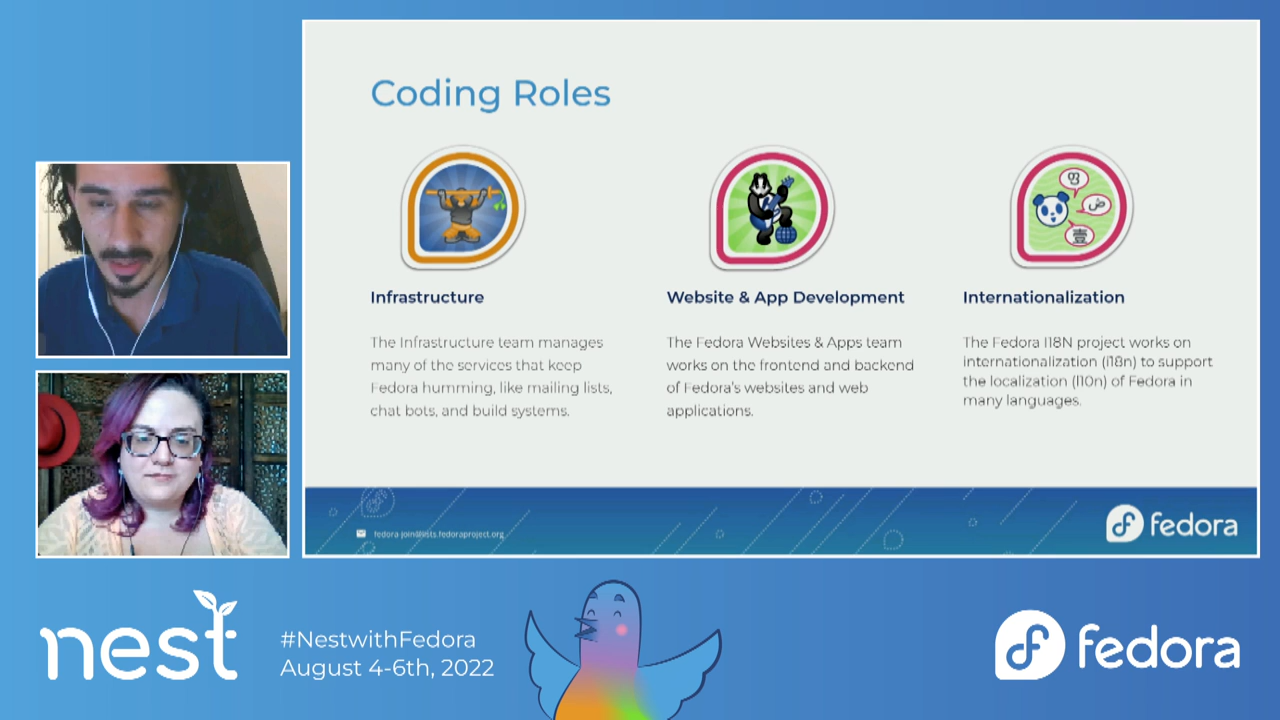 Coding Roles
Infrastructure
The Infrastructure team manages
many of the services that keep
Fedora humming, like mailing lists,
chat bots, and build systems.
Website & App Development
The Fedora Websites & Apps team
works on the frontend and backend
of Fedora's websites and web
applications.
Internationalization
The Fedora I18N project works on
internationalization (i18n) to support
the localization (l10n) of Fedora in
many languages.
명
ض
壹
fedora-join@lists.fedoraproject.org
fedora
nest
#NestwithFedora
August 4-6th, 2022
fedora